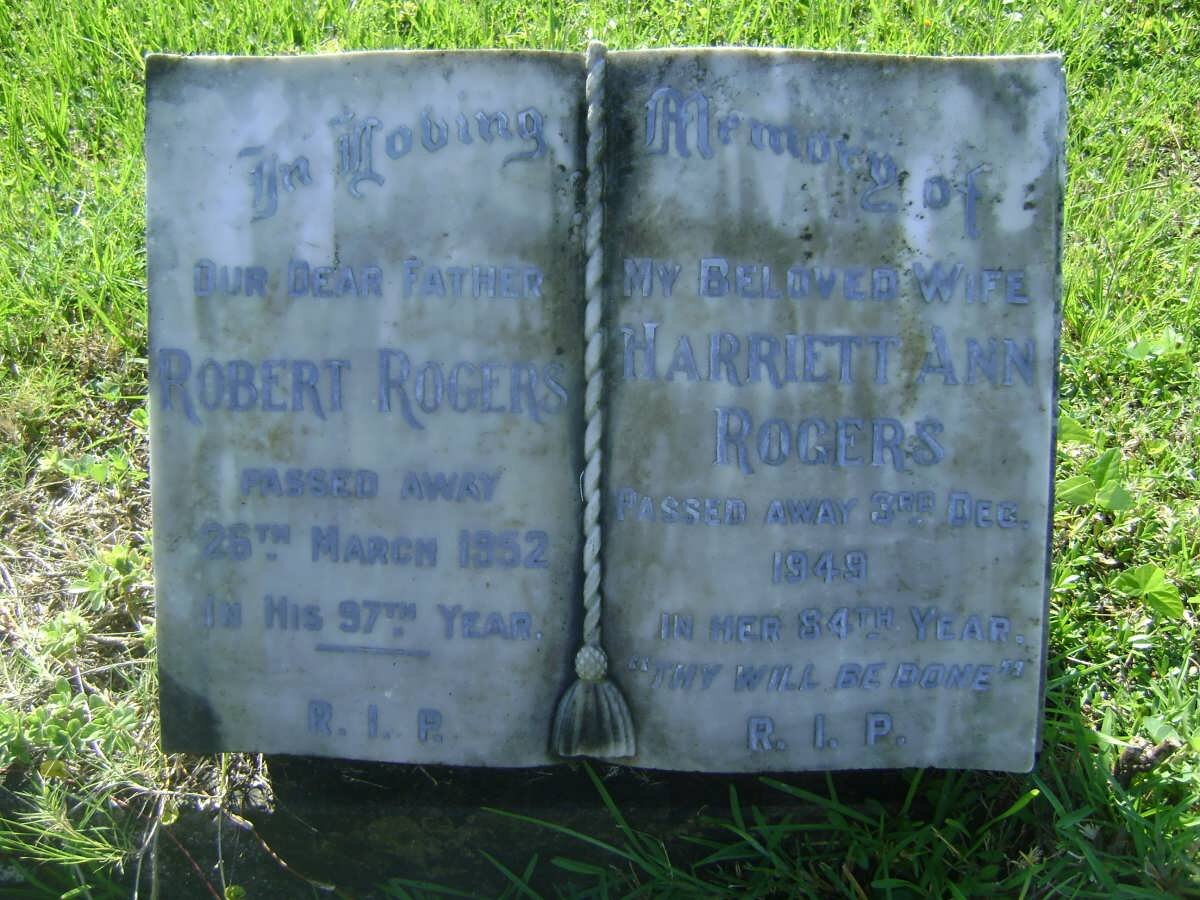 In Loving Memory of
OUR DEAR FATHER
ROBERT ROGERS
PASSED AWAY
26TH MARCH 1952
IN HIS 97TH YEAR.
R. I. P.
MY BELOVED WIFE
HARRIETT ANN
ROGERS
PASSED AWAY 3RD DEC.
1949
IN HER 84TH YEAR.
"THY WILL BE DONE"
R. I. P.